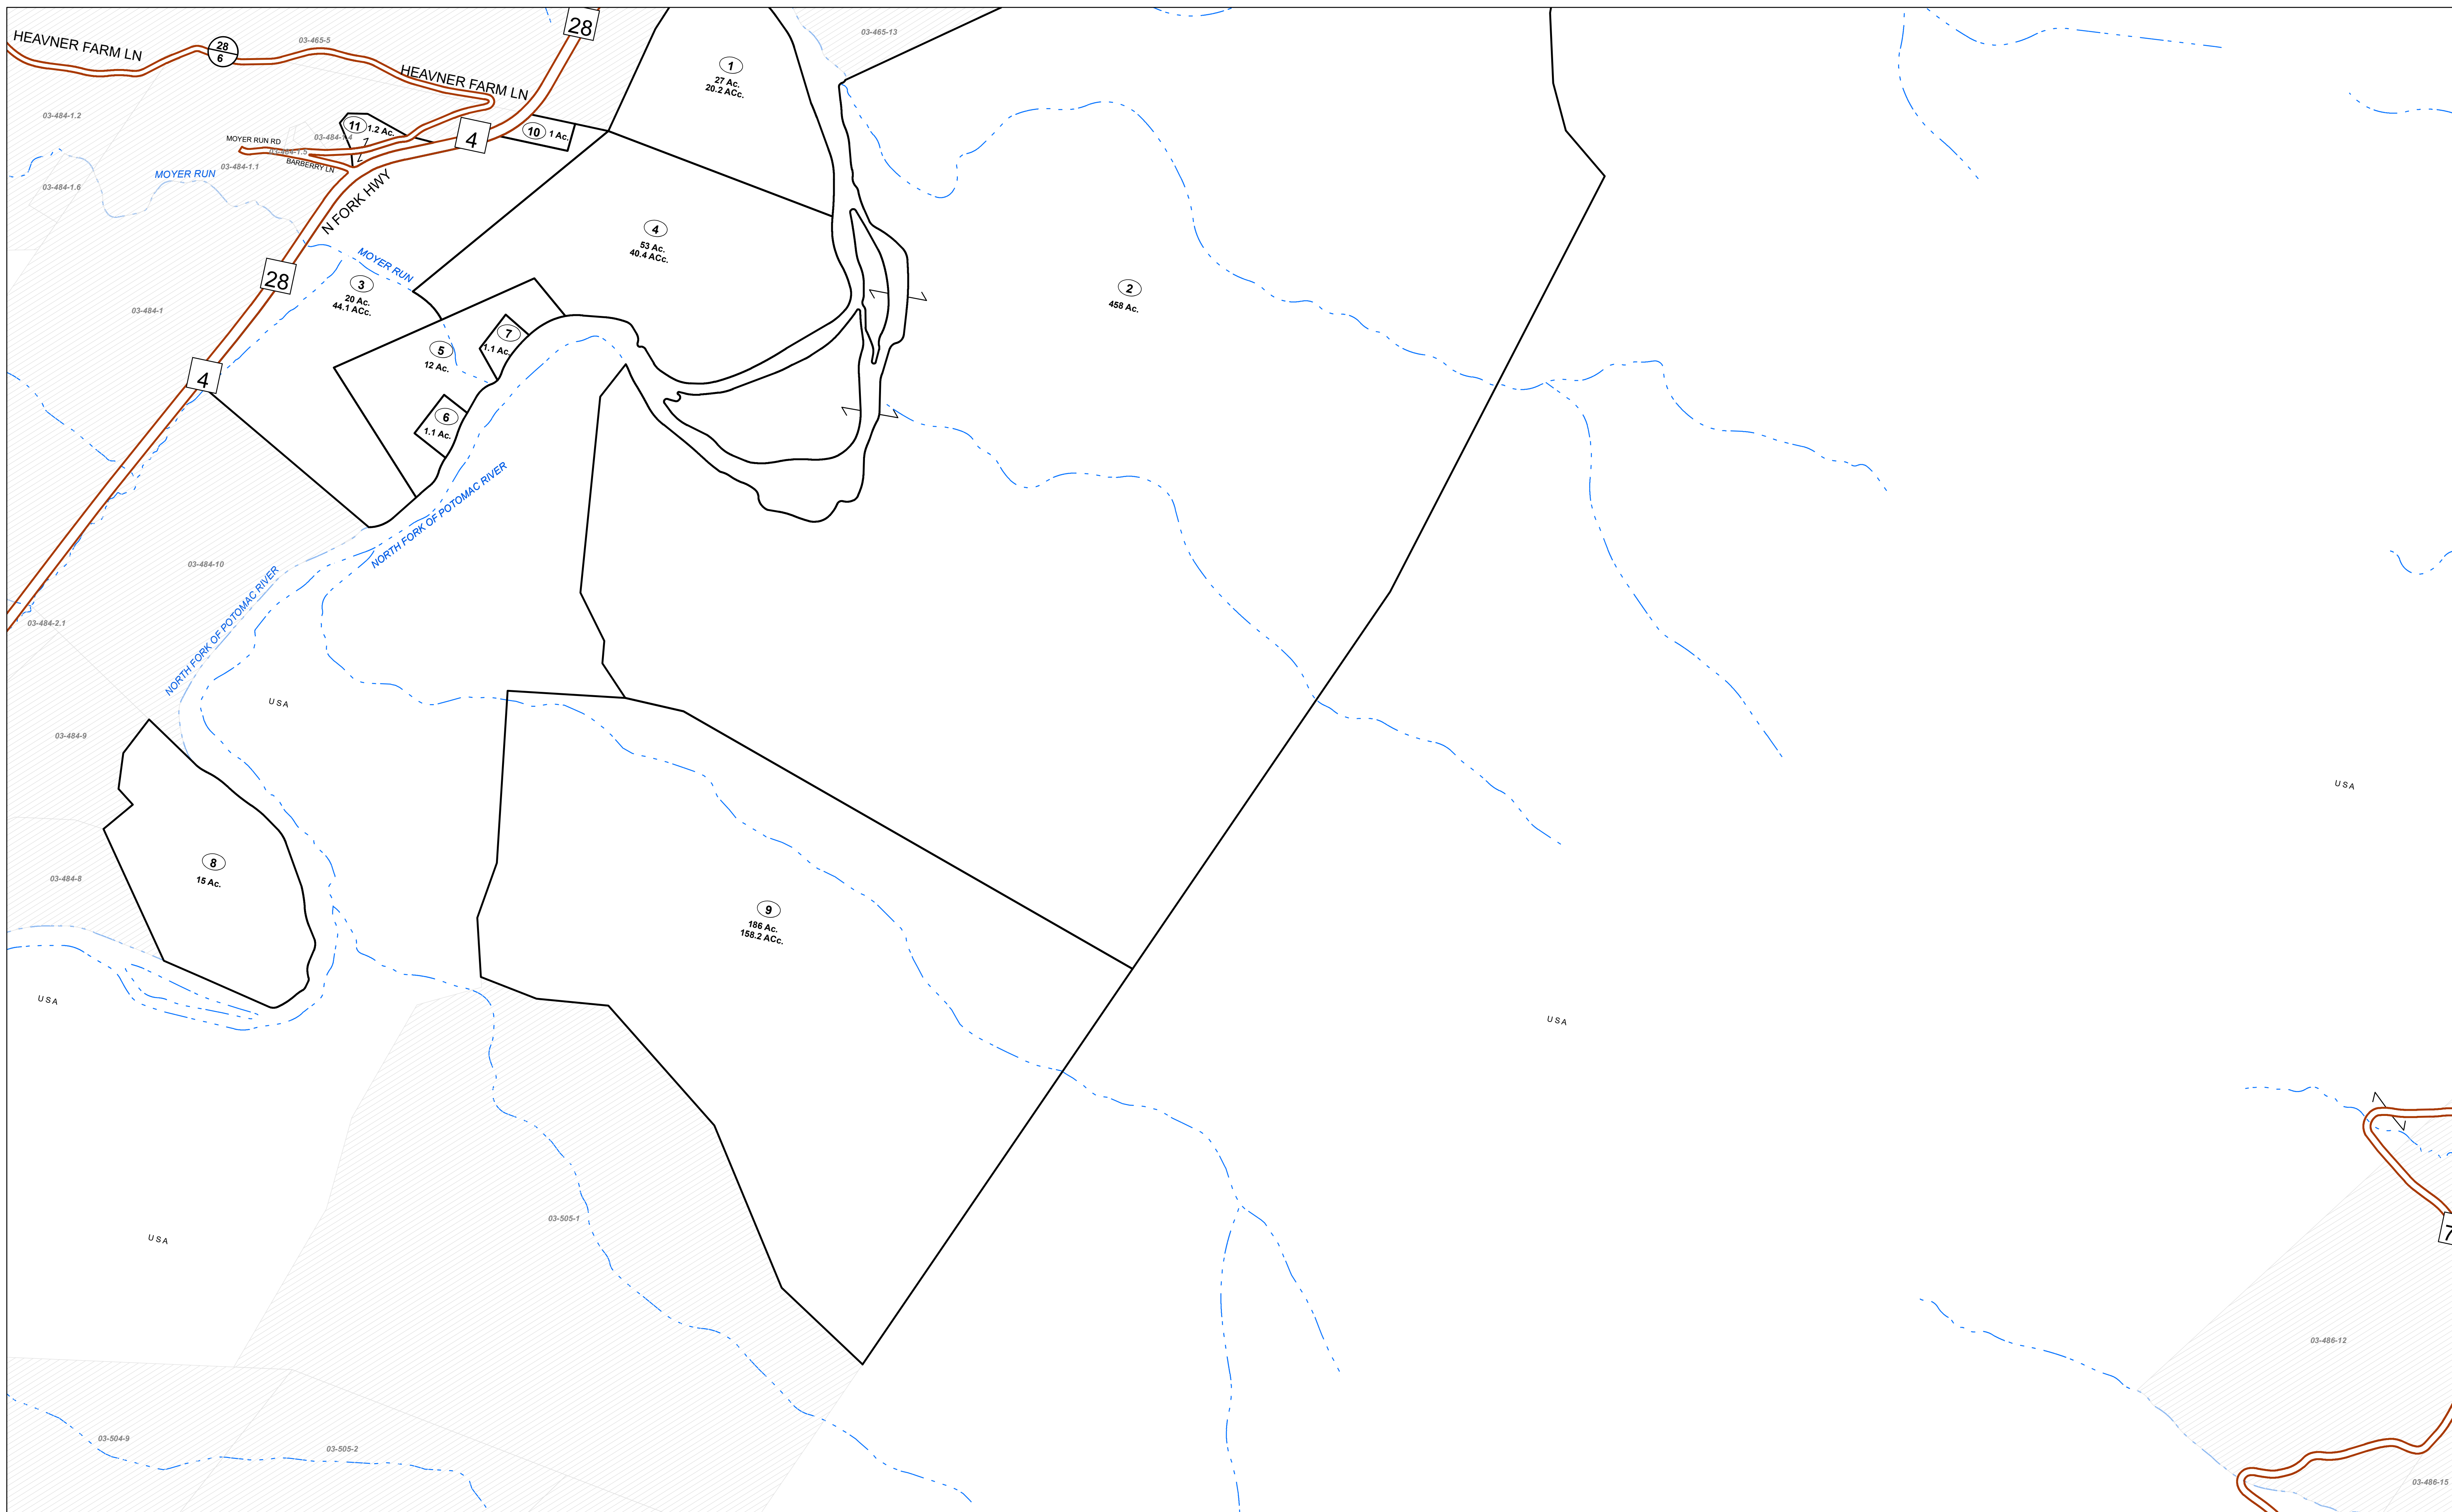 28
HEAVNER FARM LN
28
6
03-465-5
03-465-13
1
27 Ac.
20.2 ACc.
HEAVNER FARM LN
03-484-1.2
11
1.2 Ac.
03-484-1.4
4
10
1 Ac.
MOYER RUN RD
BARBERRY LN
03-484-1.1
MOYER RUN
03-484-1.6
N FORK HWY
4
53 Ac.
40.4 ACc.
MOYER RUN
28
3
20 Ac.
44.1 ACc.
2
458 Ac.
03-484-1
7
1.1 Ac.
5
12 Ac.
4
6
1.1 Ac.
NORTH FORK OF POTOMAC RIVER
03-484-10
NORTH FORK OF POTOMAC RIVER
03-484-2.1
U S A
03-484-9
U S A
8
15 Ac.
03-484-8
9
186 Ac.
158.2 ACc.
U S A
U S A
03-505-1
U S A
7
03-486-12
03-504-9
03-505-2
03-486-15